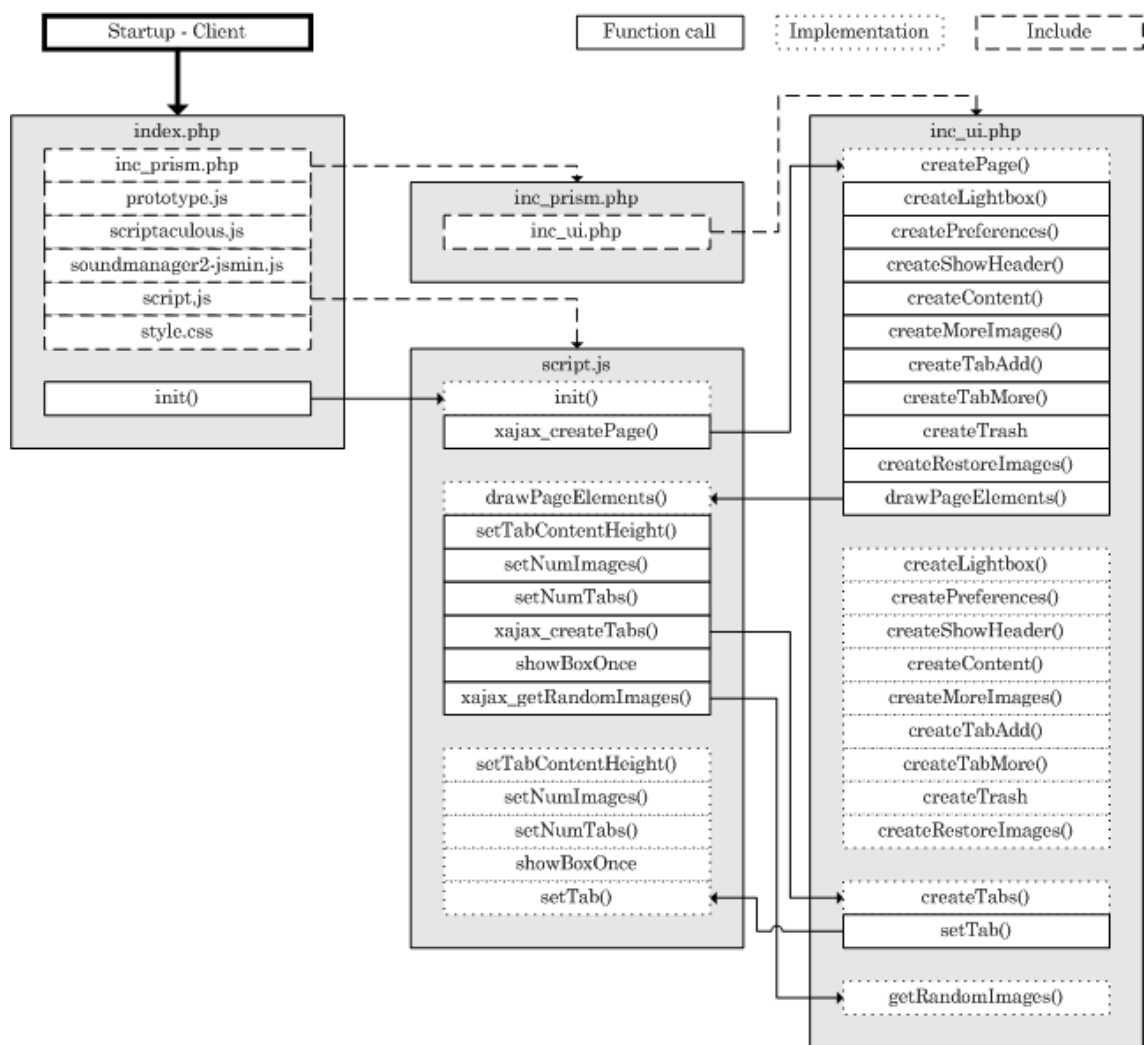 Startup - Client
Function call
Implementation
Include
index.php
inc_prism.php
prototype.js
scriptaculous.js
soundmanager2-jsmin.js
script.js
style.css
init()
inc_prism.php
inc_ui.php
script.js
init()
xajax_createPage()
drawPageElements()
setTabContentHeight()
setNumImages()
setNumTabs()
xajax_createTabs()
showBoxOnce
xajax_getRandomImages()
setTabContentHeight()
setNumImages()
setNumTabs()
showBoxOnce
setTab()
inc_ui.php
createPage()
createLightbox()
createPreferences()
createShowHeader()
createContent()
createMoreImages()
createTabAdd()
createTabMore()
createTrash
createRestoreImages()
drawPageElements()
createLightbox()
createPreferences()
createShowHeader()
createContent()
createMoreImages()
createTabAdd()
createTabMore()
createTrash
createRestoreImages()
createTabs()
setTab()
getRandomImages()